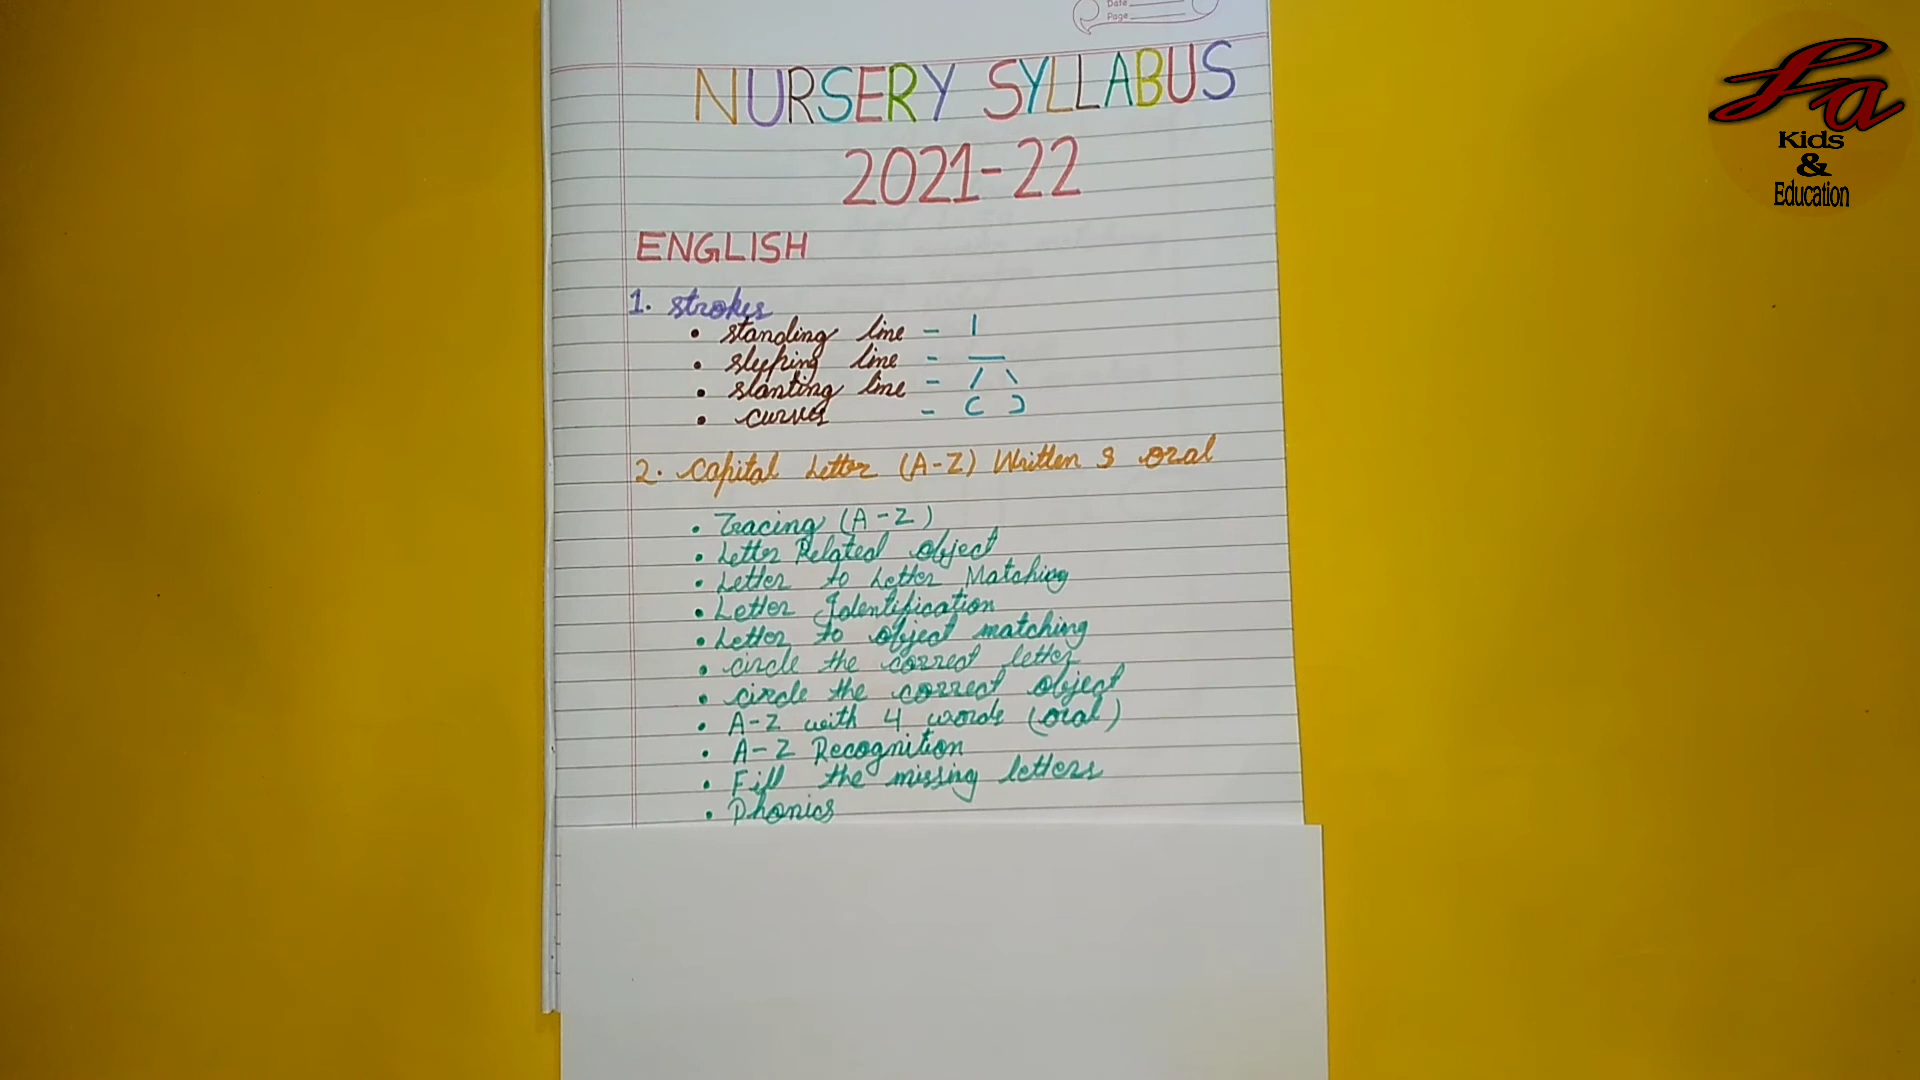 Date
Page
NURSERY SYLLABUS
2021-22
ENGLISH
1. strokes
• standing line - |
• sleeping line - —
• slanting line - / \
• curves - ( )
2. Capital Letter (A-Z) Written & oral
• Tracing (A-Z)
• Letter Related object
• Letter to Letter Matching
• Letter Identification
• Letter to object matching
• circle the correct letter
• circle the correct object
• A-Z with 4 words (oral)
• A-Z Recognition
• Fill the missing letters
• Phonics
La
Kids
&
Education